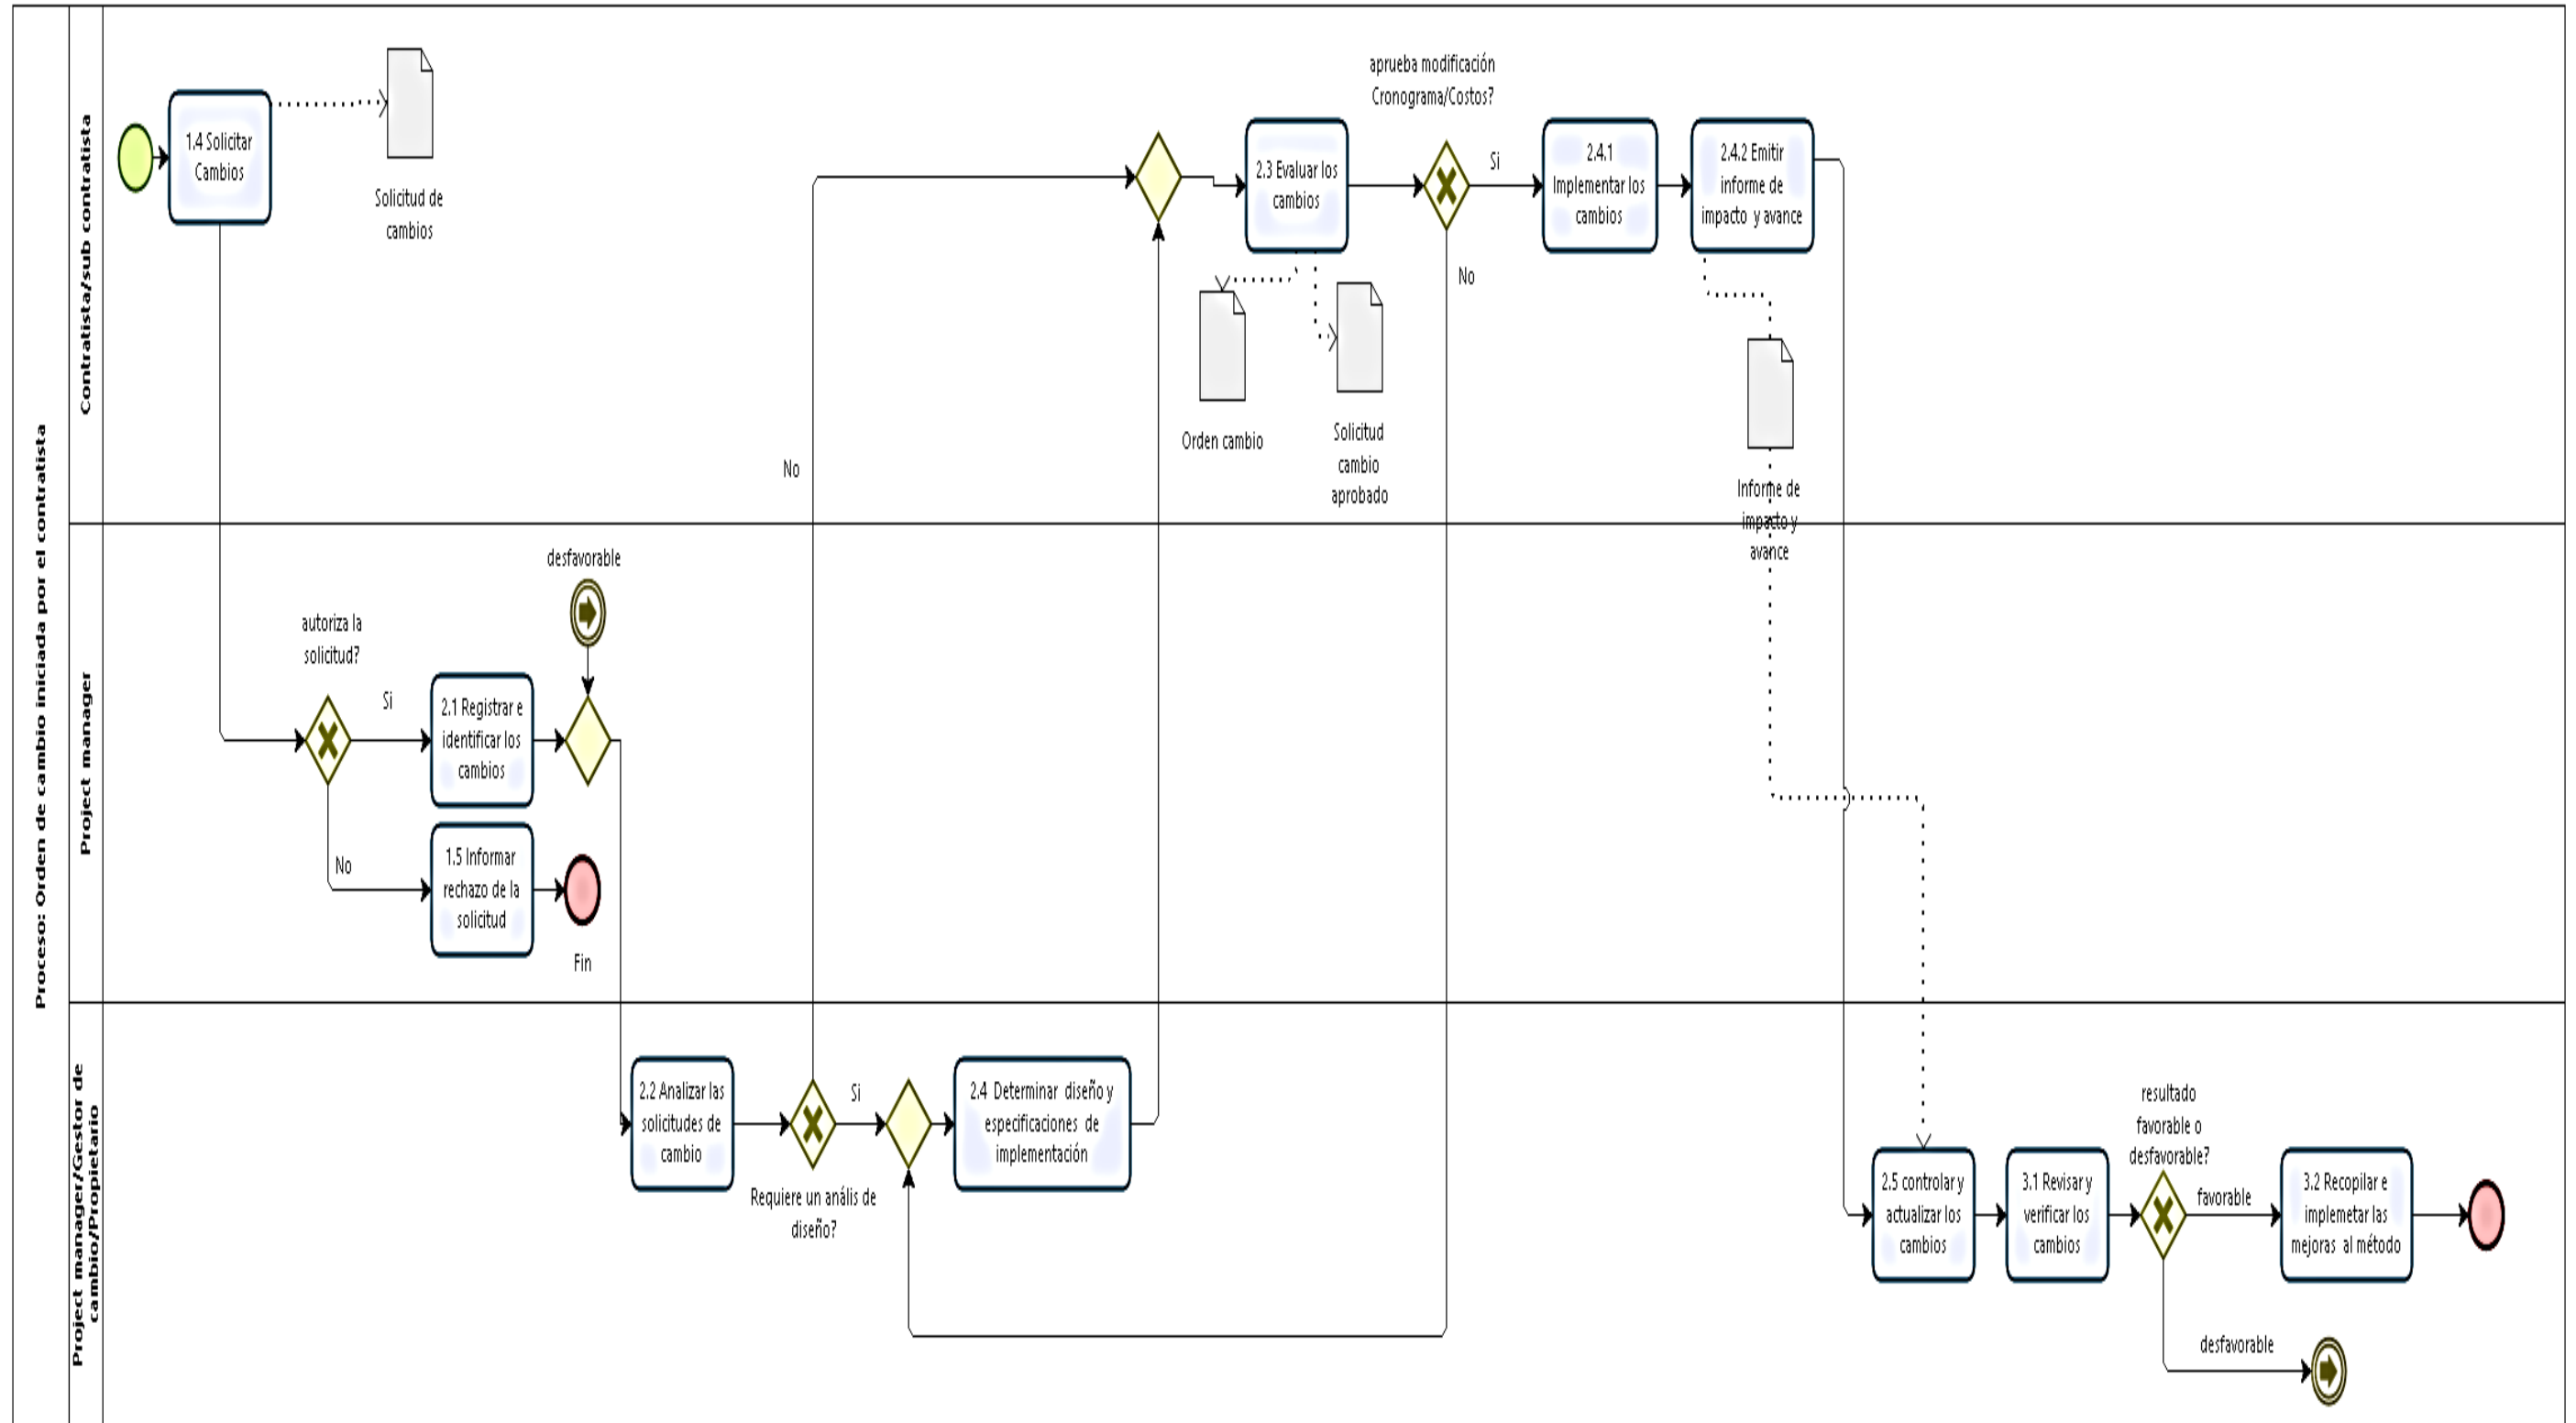 Proceso: Orden de cambio iniciada por el contratista
Contratista/sub contratista
1.4 Solicitar
Cambios
Solicitud de
cambios
No
2.3 Evaluar los
cambios
Orden cambio
Solicitud
cambio
aprobado
aprueba modificación
Cronograma/Costos?
Si
No
2.4.1
Implementar los
cambios
2.4.2 Emitir
informe de
impacto y avance
Informe de
impacto y
avance
Project manager
autoriza la
solicitud?
Si
No
2.1 Registrar e
identificar los
cambios
desfavorable
1.5 Informar
rechazo de la
solicitud
Fin
Project manager/Gestor de
cambio/Propietario
2.2 Analizar las
solicitudes de
cambio
Requiere un anális de
diseño?
Si
2.4 Determinar diseño y
especificaciones de
implementación
2.5 controlar y
actualizar los
cambios
3.1 Revisar y
verificar los
cambios
resultado
favorable o
desfavorable?
favorable
3.2 Recopilar e
implemetar las
mejoras al método
desfavorable